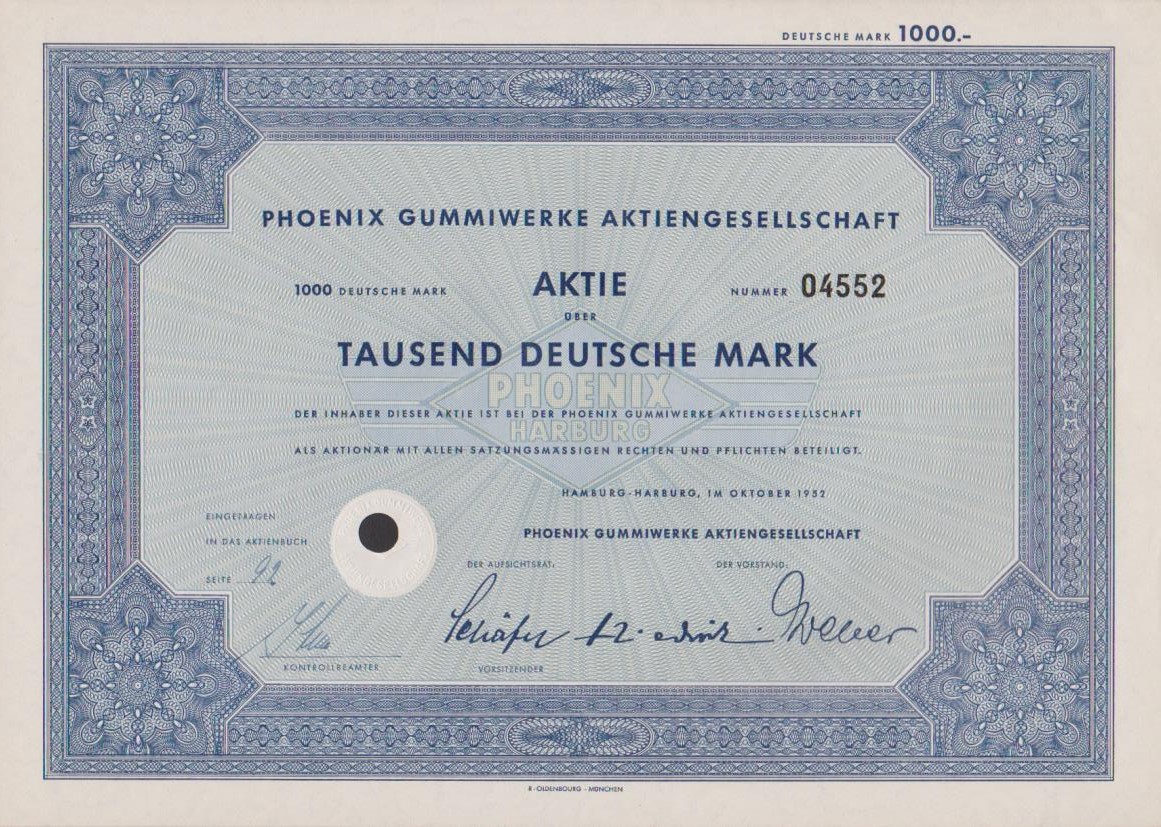 DEUTSCHE MARK 1000.-
PHOENIX GUMMIWERKE AKTIENGESELLSCHAFT
1000 DEUTSCHE MARK AKTIE NUMMER 04552
ÜBER
TAUSEND DEUTSCHE MARK
PHOENIX
DER INHABER DIESER AKTIE IST BEI DER PHOENIX GUMMIWERKE AKTIENGESELLSCHAFT
HARBURG
ALS AKTIONÄR MIT ALLEN SATZUNGSMÄSSIGEN RECHTEN UND PFLICHTEN BETEILIGT.
HAMBURG-HARBURG, IM OKTOBER 1952
EINGETRAGEN
IN DAS AKTIENBUCH
SEITE 92
PHOENIX GUMMIWERKE AKTIENGESELLSCHAFT
DER AUFSICHTSRAT. DER VORSTAND.
Schäfer Weber
KONTROLLBEAMTER VORSITZENDER
R·OLDENBOURG - MÜNCHEN